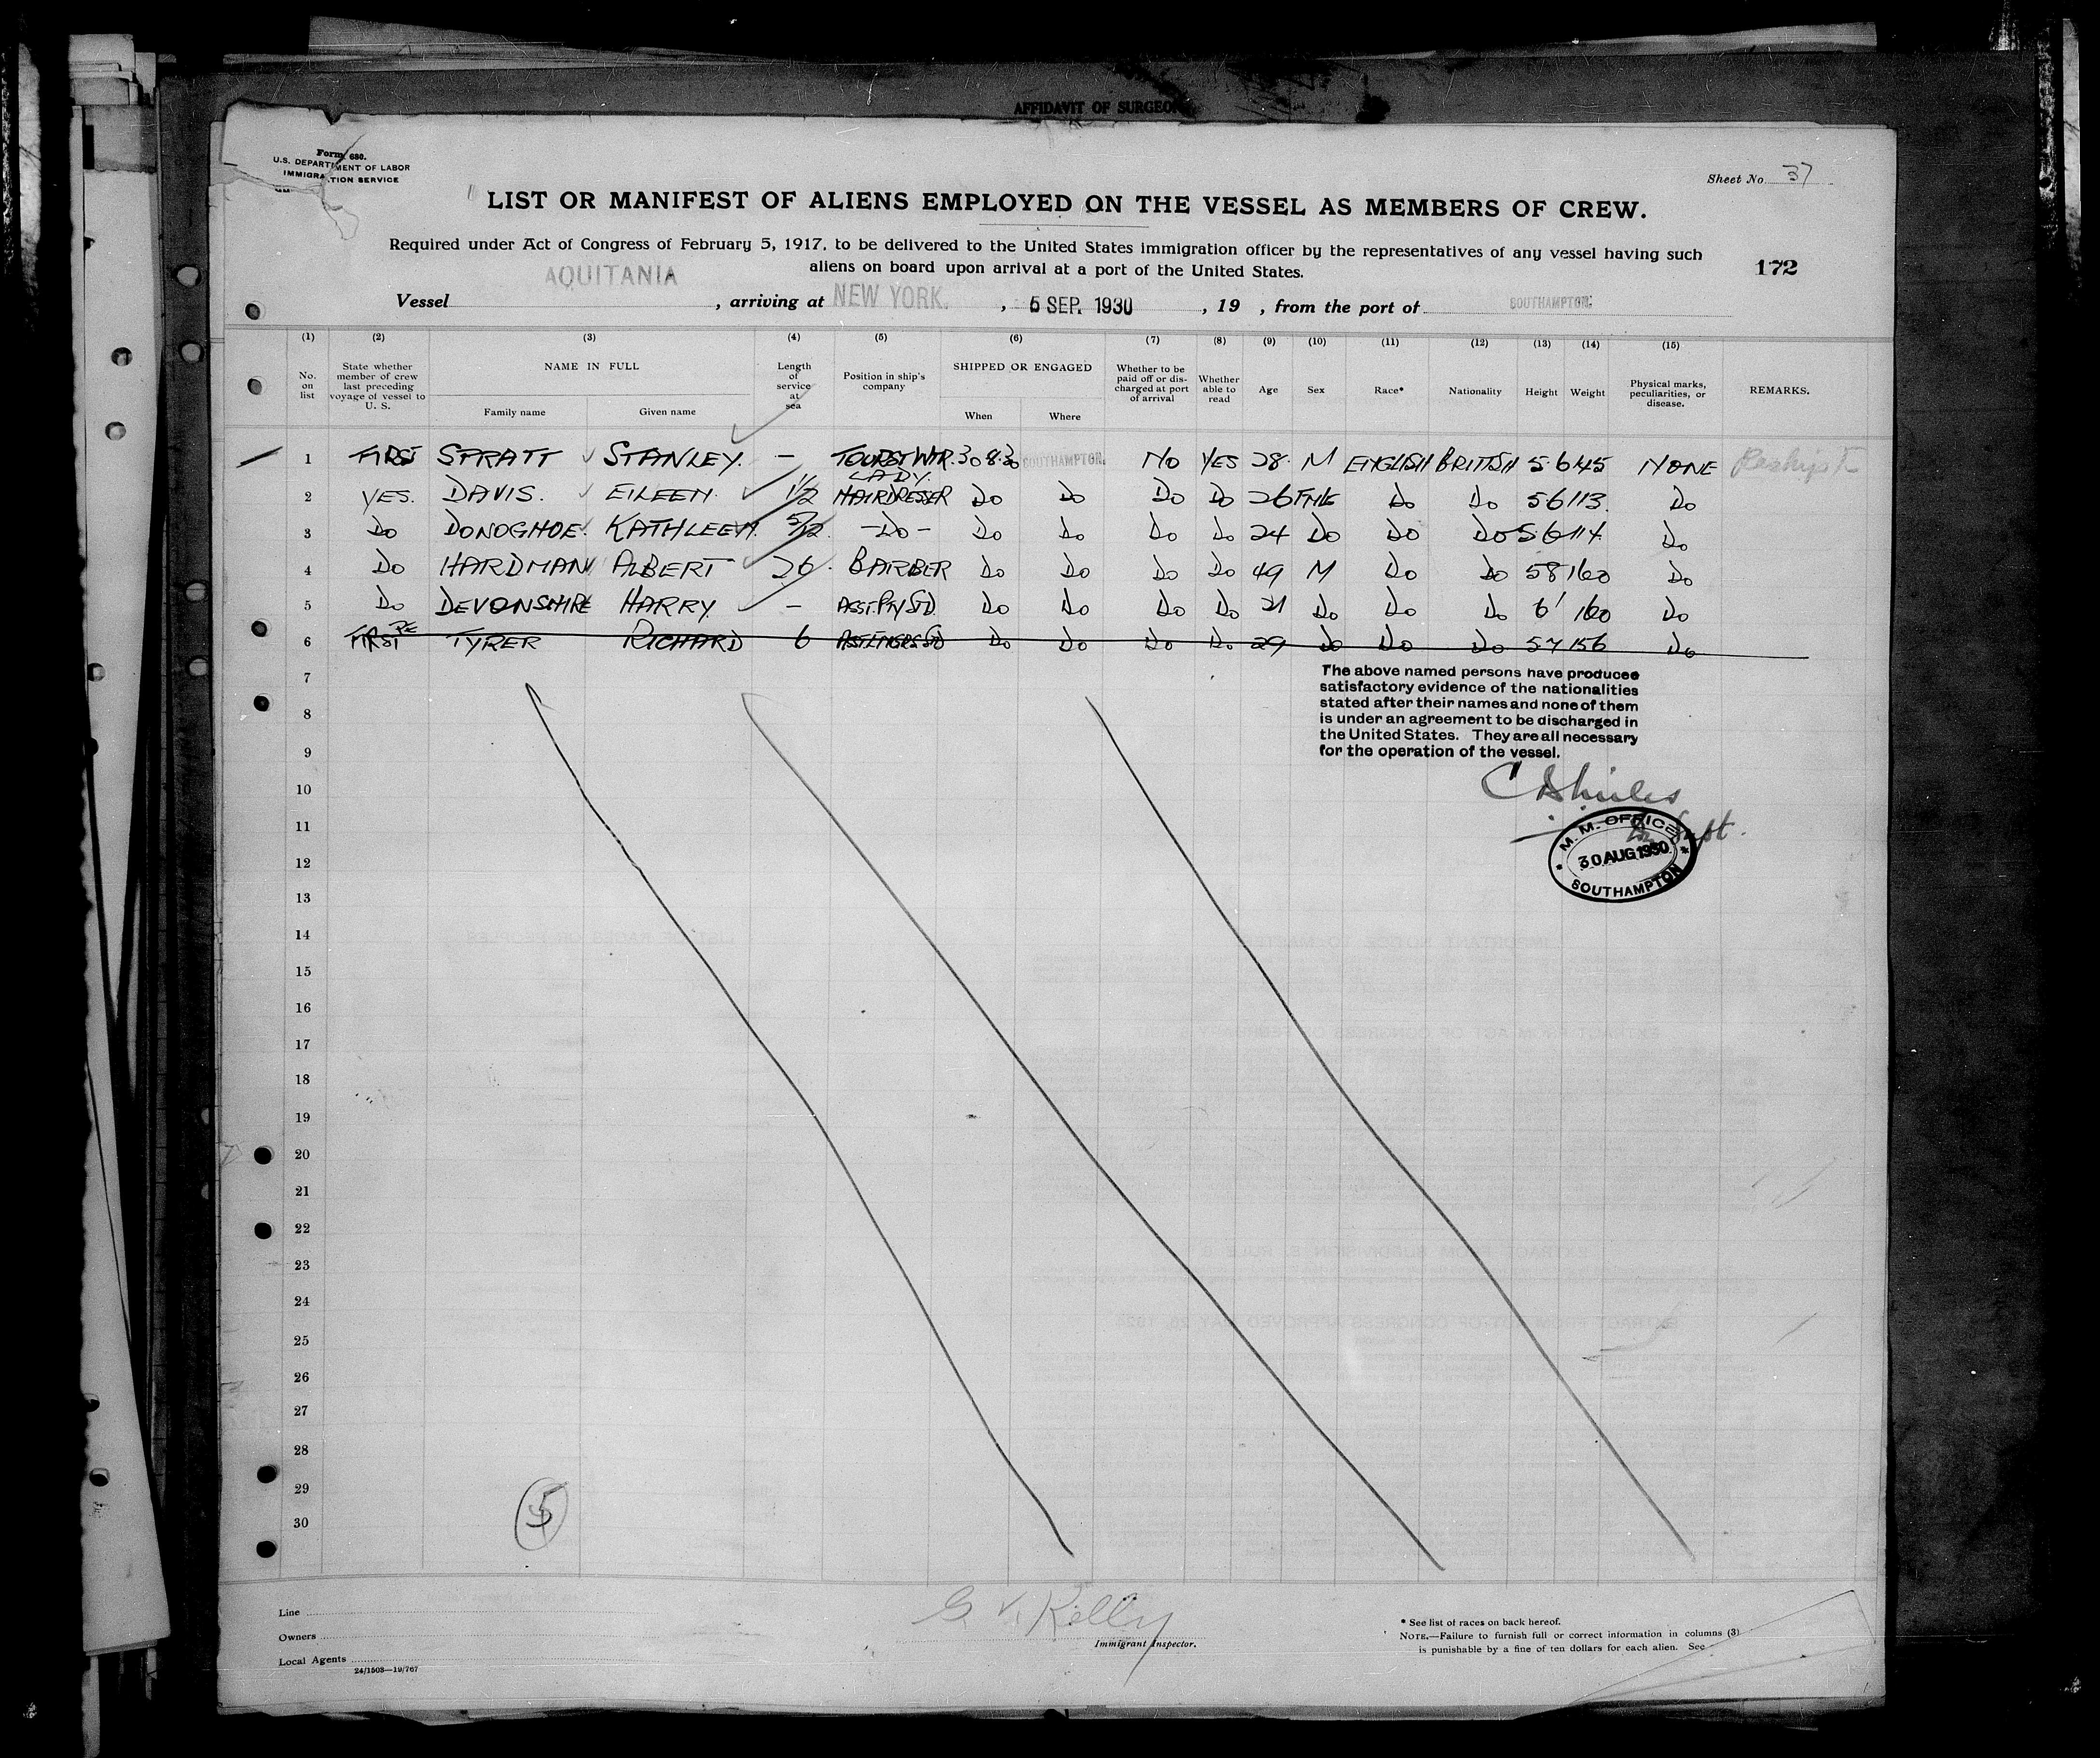 AFFIDAVIT OF SURGEON
Form 680.
U.S. DEPARTMENT OF LABOR
IMMIGRATION SERVICE
Sheet No. 37
LIST OR MANIFEST OF ALIENS EMPLOYED ON THE VESSEL AS MEMBERS OF CREW.
Required under Act of Congress of February 5, 1917, to be delivered to the United States immigration officer by the representatives of any vessel having such
aliens on board upon arrival at a port of the United States.
172
Vessel AQUITANIA, arriving at NEW YORK., 5 SEP. 1930, 19 , from the port of SOUTHAMPTON.
(1) (2) (3) (4) (5) (6) (7) (8) (9) (10) (11) (12) (13) (14) (15)
No. on list
State whether member of crew last preceding voyage of vessel to U. S.
NAME IN FULL
Family name
Given name
Length of service at sea
Position in ship's company
SHIPPED OR ENGAGED
When
Where
Whether to be paid off or discharged at port of arrival
Whether able to read
Age
Sex
Race*
Nationality
Height
Weight
Physical marks, peculiarities, or disease.
REMARKS.
1 FIRST SPRATT STANLEY. - TOURIST WTR. 30.8.30 SOUTHAMPTON. NO YES 28. M ENGLISH BRITISH 5.6 145 NONE
2 YES. DAVIS. EILEEN 1/2 LADY. HAIRDRESSER Do Do Do Do 26 FMLE Do Do 56 113. Do
3 Do DONOGHOE. KATHLEEN. 5/12. -Do- Do Do Do Do 24 Do Do Do 5.6 114. Do
4 Do HARDMAN ALBERT 26. BARBER Do Do Do Do 49 M Do Do 58 160 Do
5 Do DEVONSHIRE HARRY. - ASST. PTY STD. Do Do Do Do 21 Do Do Do 6' 160 Do
6 FIRST TYRER RICHARD 6 Do Do Do Do 29 Do Do Do 57 156 Do
7
8
9
10
11
12
13
14
15
16
17
18
19
20
21
22
23
24
25
26
27
28
29
30
The above named persons have produced
satisfactory evidence of the nationalities
stated after their names and none of them
is under an agreement to be discharged in
the United States. They are all necessary
for the operation of the vessel.
Supt.
M. M. OFFICE
30 AUG 1930
SOUTHAMPTON
5
Line
Owners
Local Agents
24/1503—19/767
G. V. Kelly
Immigrant Inspector.
* See list of races on back hereof.
NOTE.—Failure to furnish full or correct information in columns (3)
is punishable by a fine of ten dollars for each alien. See